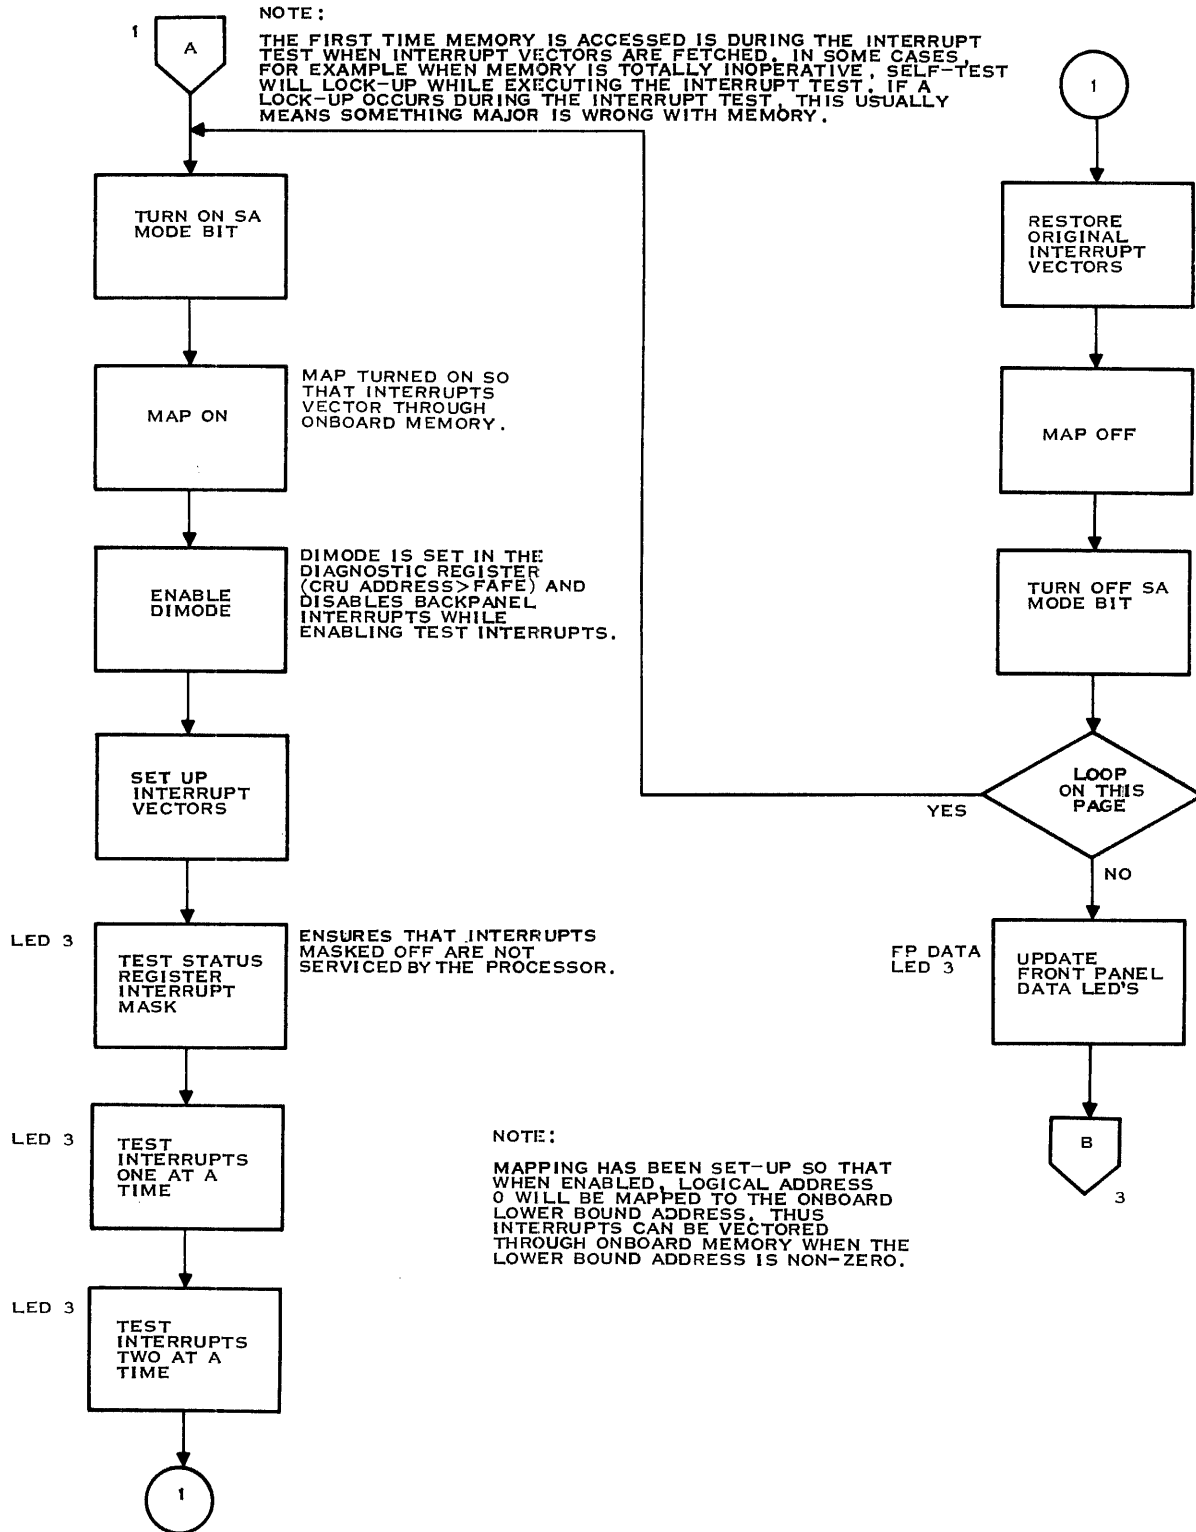 1
A
NOTE:
THE FIRST TIME MEMORY IS ACCESSED IS DURING THE INTERRUPT
TEST WHEN INTERRUPT VECTORS ARE FETCHED. IN SOME CASES,
FOR EXAMPLE WHEN MEMORY IS TOTALLY INOPERATIVE, SELF-TEST
WILL LOCK-UP WHILE EXECUTING THE INTERRUPT TEST. IF A
LOCK-UP OCCURS DURING THE INTERRUPT TEST, THIS USUALLY
MEANS SOMETHING MAJOR IS WRONG WITH MEMORY.
TURN ON SA
MODE BIT
MAP ON
MAP TURNED ON SO
THAT INTERRUPTS
VECTOR THROUGH
ONBOARD MEMORY.
ENABLE
DIMODE
DIMODE IS SET IN THE
DIAGNOSTIC REGISTER
(CRU ADDRESS>FAFE) AND
DISABLES BACKPANEL
INTERRUPTS WHILE
ENABLING TEST INTERRUPTS.
SET UP
INTERRUPT
VECTORS
LED 3
TEST STATUS
REGISTER
INTERRUPT
MASK
ENSURES THAT INTERRUPTS
MASKED OFF ARE NOT
SERVICED BY THE PROCESSOR.
LED 3
TEST
INTERRUPTS
ONE AT A
TIME
LED 3
TEST
INTERRUPTS
TWO AT A
TIME
1
NOTE:
MAPPING HAS BEEN SET-UP SO THAT
WHEN ENABLED, LOGICAL ADDRESS
0 WILL BE MAPPED TO THE ONBOARD
LOWER BOUND ADDRESS. THUS
INTERRUPTS CAN BE VECTORED
THROUGH ONBOARD MEMORY WHEN THE
LOWER BOUND ADDRESS IS NON-ZERO.
1
RESTORE
ORIGINAL
INTERRUPT
VECTORS
MAP OFF
TURN OFF SA
MODE BIT
LOOP
ON THIS
PAGE
YES
NO
FP DATA
LED 3
UPDATE
FRONT PANEL
DATA LED'S
B
3